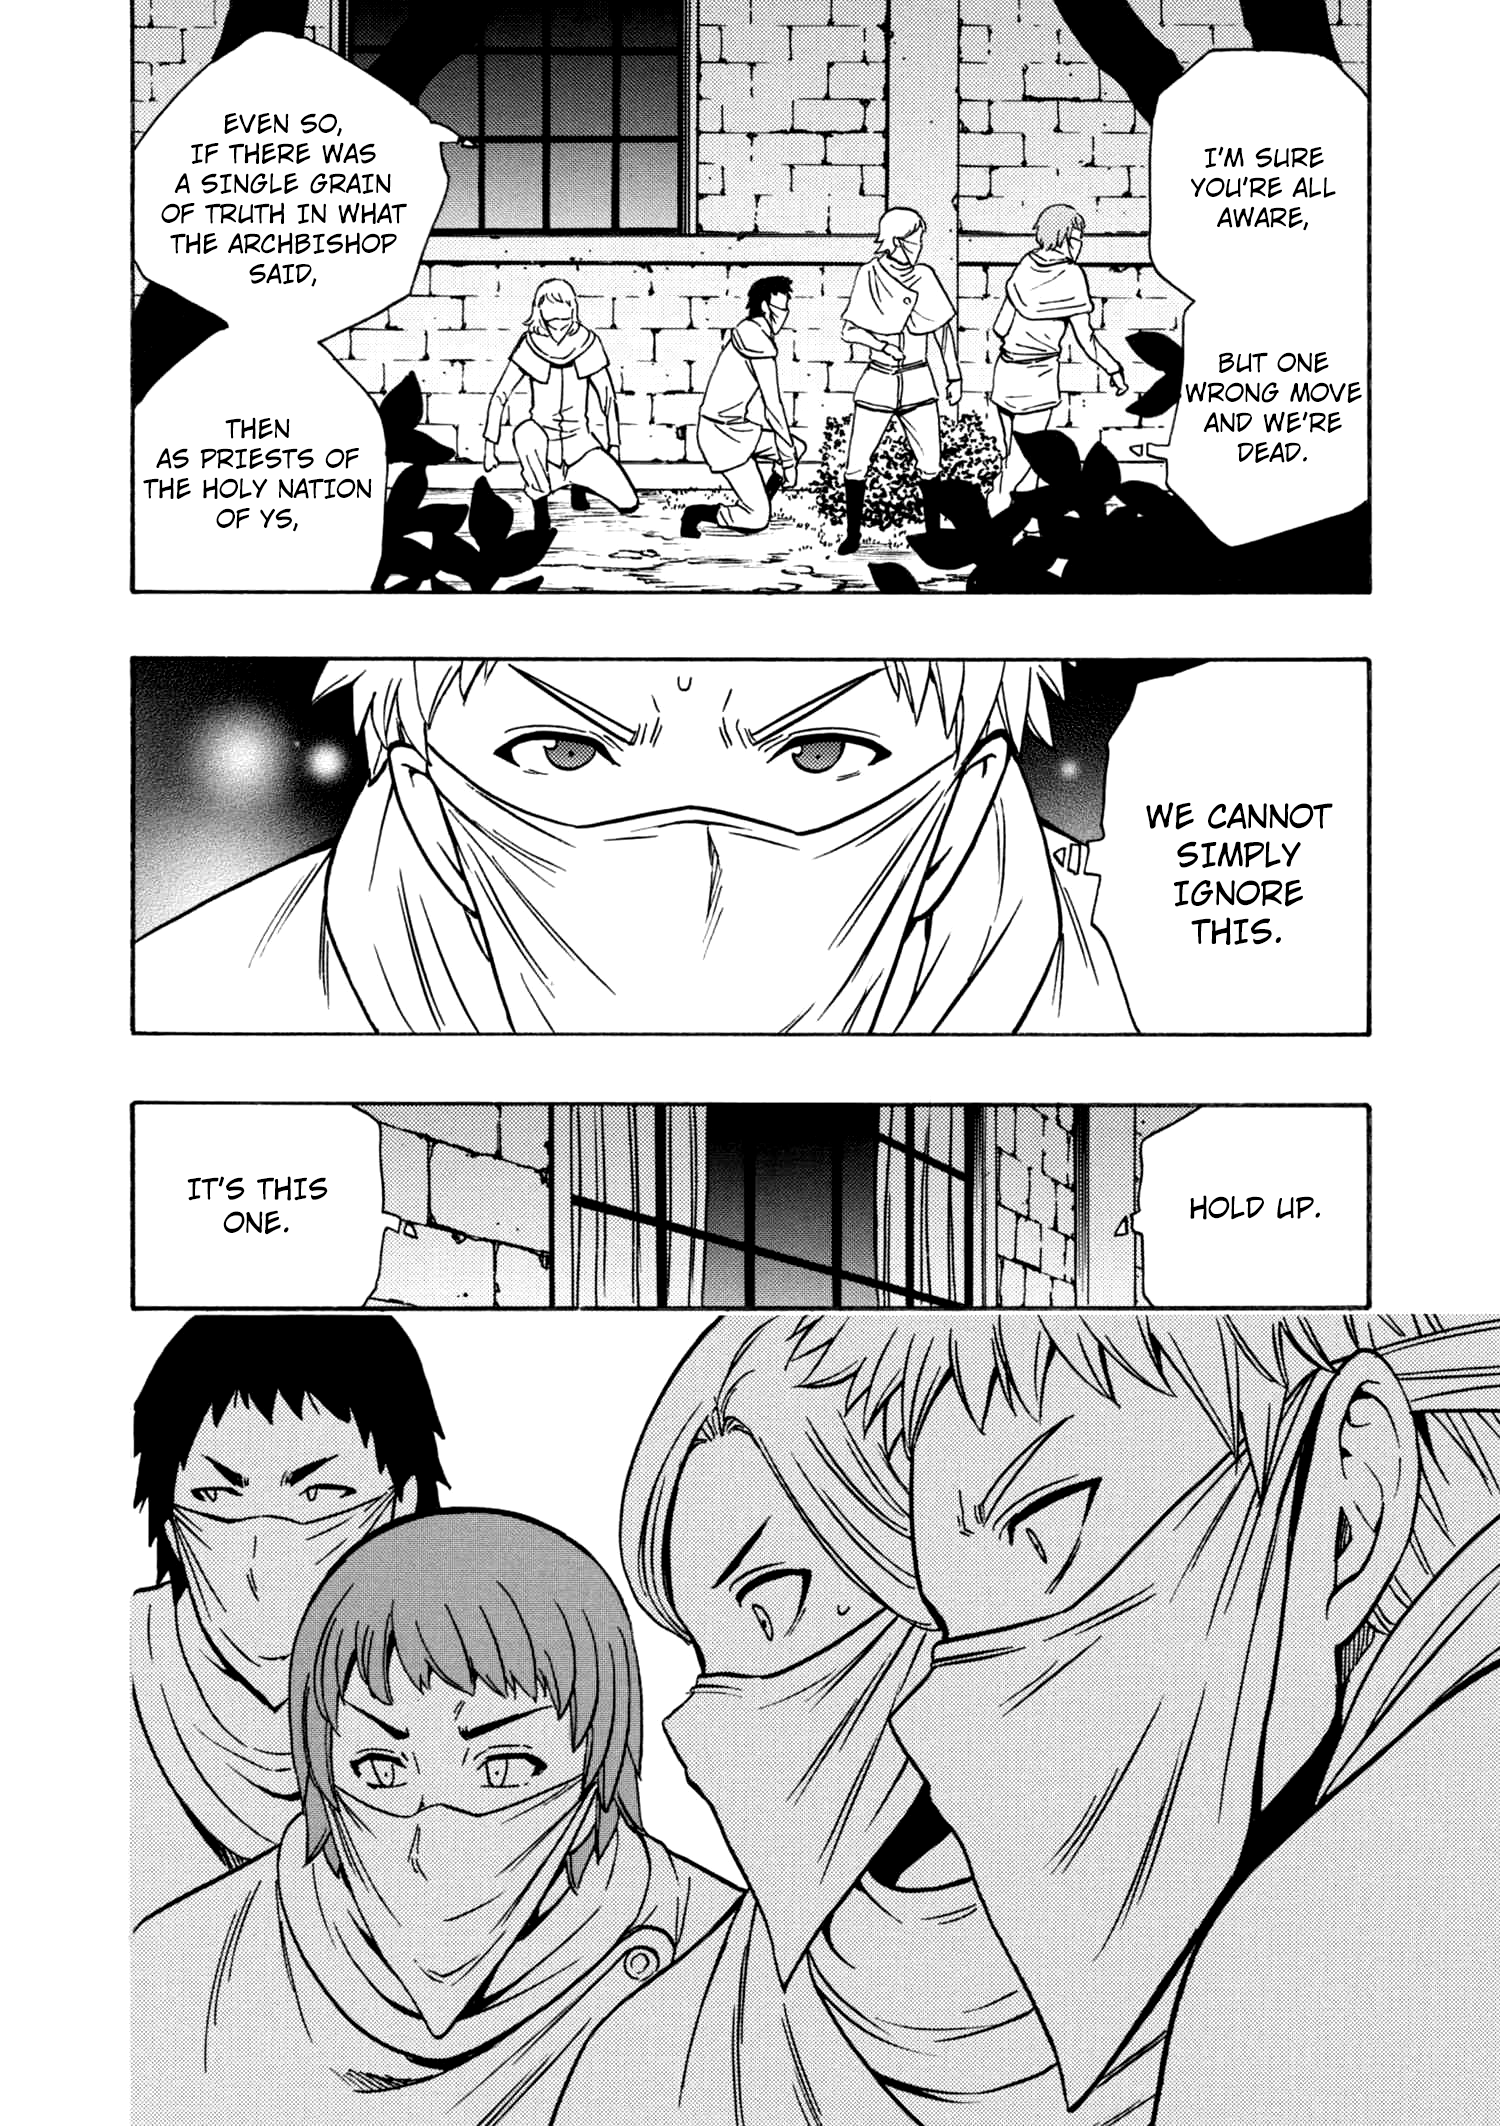 I'M SURE
YOU'RE ALL
AWARE,
BUT ONE
WRONG MOVE
AND WE'RE
DEAD.
EVEN SO,
IF THERE WAS
A SINGLE GRAIN
OF TRUTH IN WHAT
THE ARCHBISHOP
SAID,
THEN
AS PRIESTS OF
THE HOLY NATION
OF YS,
WE CANNOT
SIMPLY
IGNORE
THIS.
HOLD UP.
IT'S THIS
ONE.